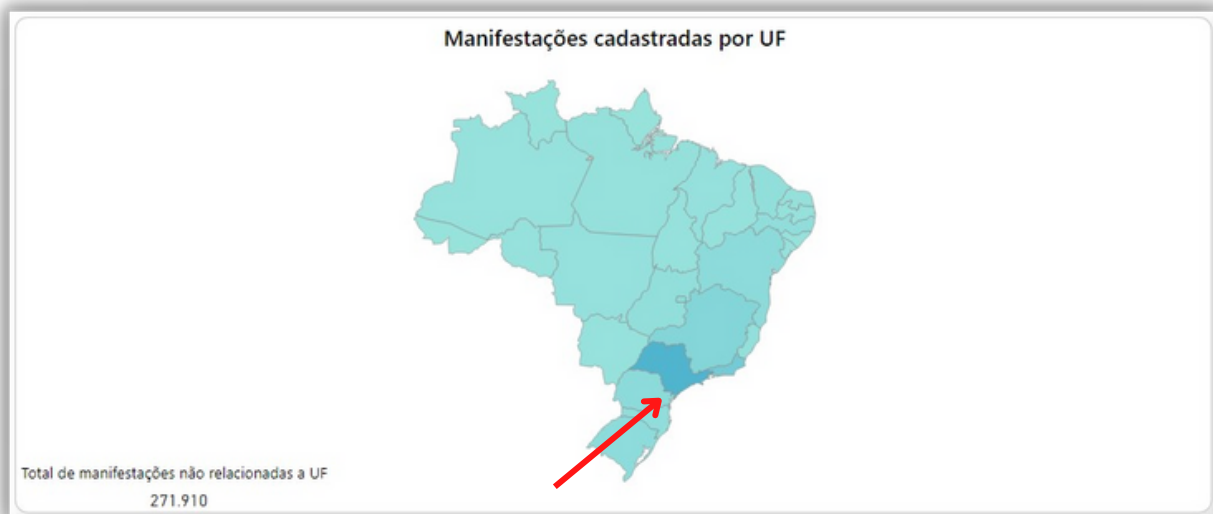 Manifestações cadastradas por UF
Total de manifestações não relacionadas a UF
271.910